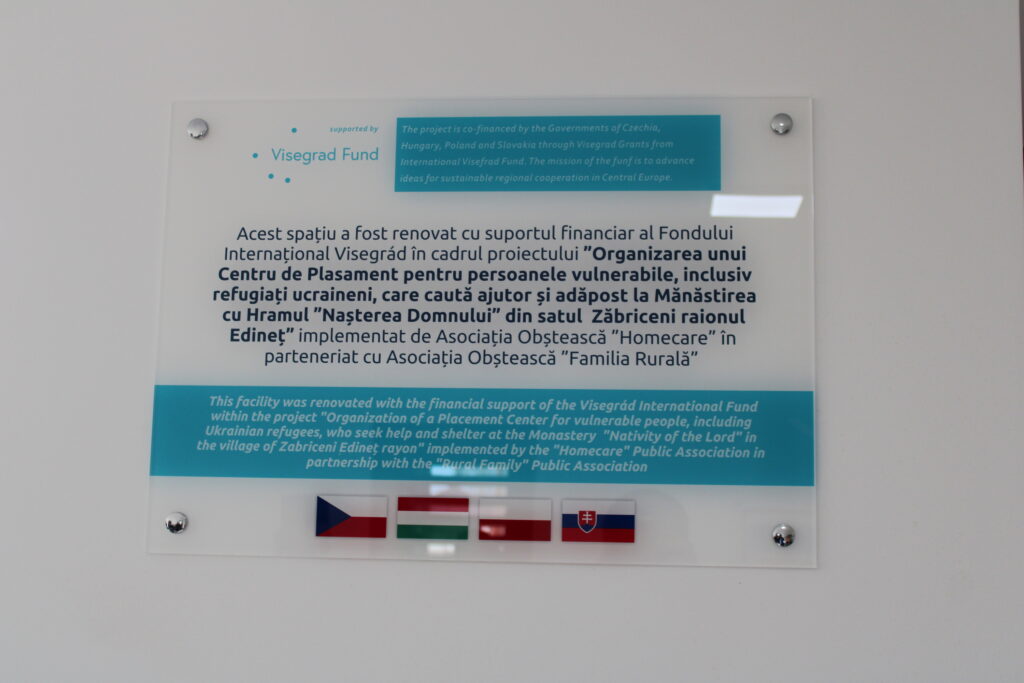 supported by
Visegrad Fund
The project is co-financed by the Governments of Czechia,
Hungary, Poland and Slovakia through Visegrad Grants from
International Visefrad Fund. The mission of the funf is to advance
ideas for sustainable regional cooperation in Central Europe.
Acest spațiu a fost renovat cu suportul financiar al Fondului
Internațional Visegrád în cadrul proiectului ”Organizarea unui
Centru de Plasament pentru persoanele vulnerabile, inclusiv
refugiați ucraineni, care caută ajutor și adăpost la Mănăstirea
cu Hramul ”Nașterea Domnului” din satul Zăbriceni raionul
Edineț” implementat de Asociația Obștească ”Homecare” în
parteneriat cu Asociația Obștească ”Familia Rurală”
This facility was renovated with the financial support of the Visegrád International Fund
within the project "Organization of a Placement Center for vulnerable people, including
Ukrainian refugees, who seek help and shelter at the Monastery "Nativity of the Lord" in
the village of Zabriceni Edineț rayon" implemented by the "Homecare" Public Association in
partnership with the "Rural Family" Public Association